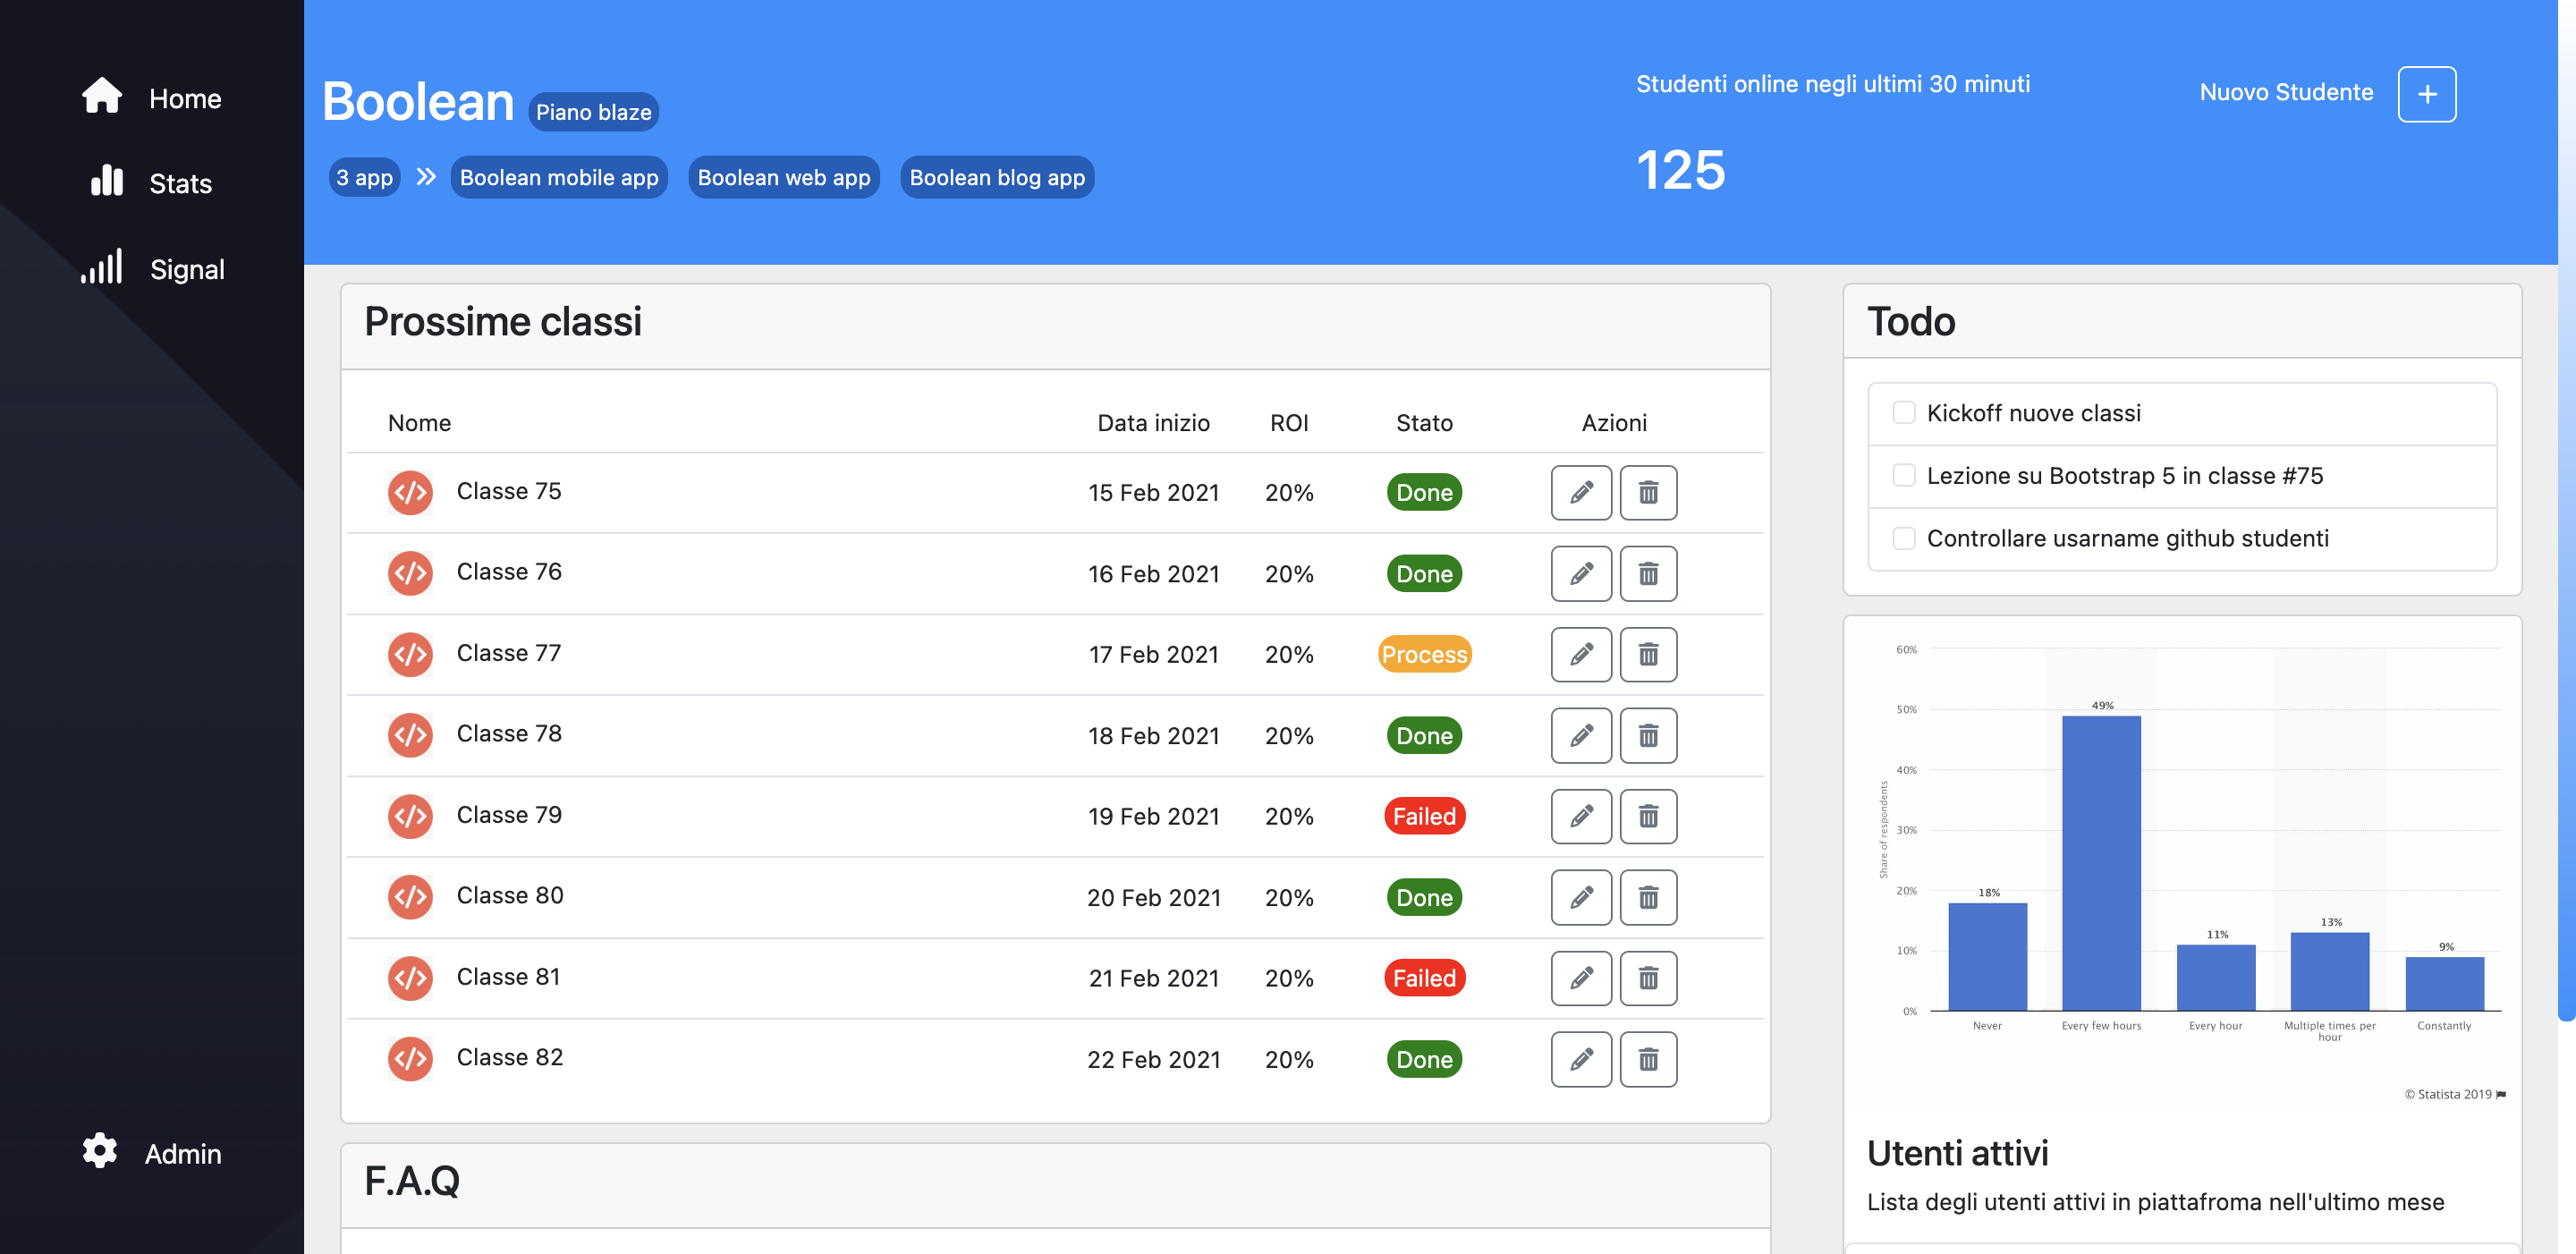 Home
Stats
Signal
Admin
Boolean Piano blaze
3 app Boolean mobile app Boolean web app Boolean blog app
Studenti online negli ultimi 30 minuti
125
Nuovo Studente +
Prossime classi
Nome Data inizio ROI Stato Azioni
Classe 75 15 Feb 2021 20% Done
Classe 76 16 Feb 2021 20% Done
Classe 77 17 Feb 2021 20% Process
Classe 78 18 Feb 2021 20% Done
Classe 79 19 Feb 2021 20% Failed
Classe 80 20 Feb 2021 20% Done
Classe 81 21 Feb 2021 20% Failed
Classe 82 22 Feb 2021 20% Done
F.A.Q
Todo
Kickoff nuove classi
Lezione su Bootstrap 5 in classe #75
Controllare usarname github studenti
Share of respondents
60%
50%
40%
30%
20%
10%
0%
18%
49%
11%
13%
9%
Never
Every few hours
Every hour
Multiple times per
hour
Constantly
© Statista 2019
Utenti attivi
Lista degli utenti attivi in piattafroma nell'ultimo mese